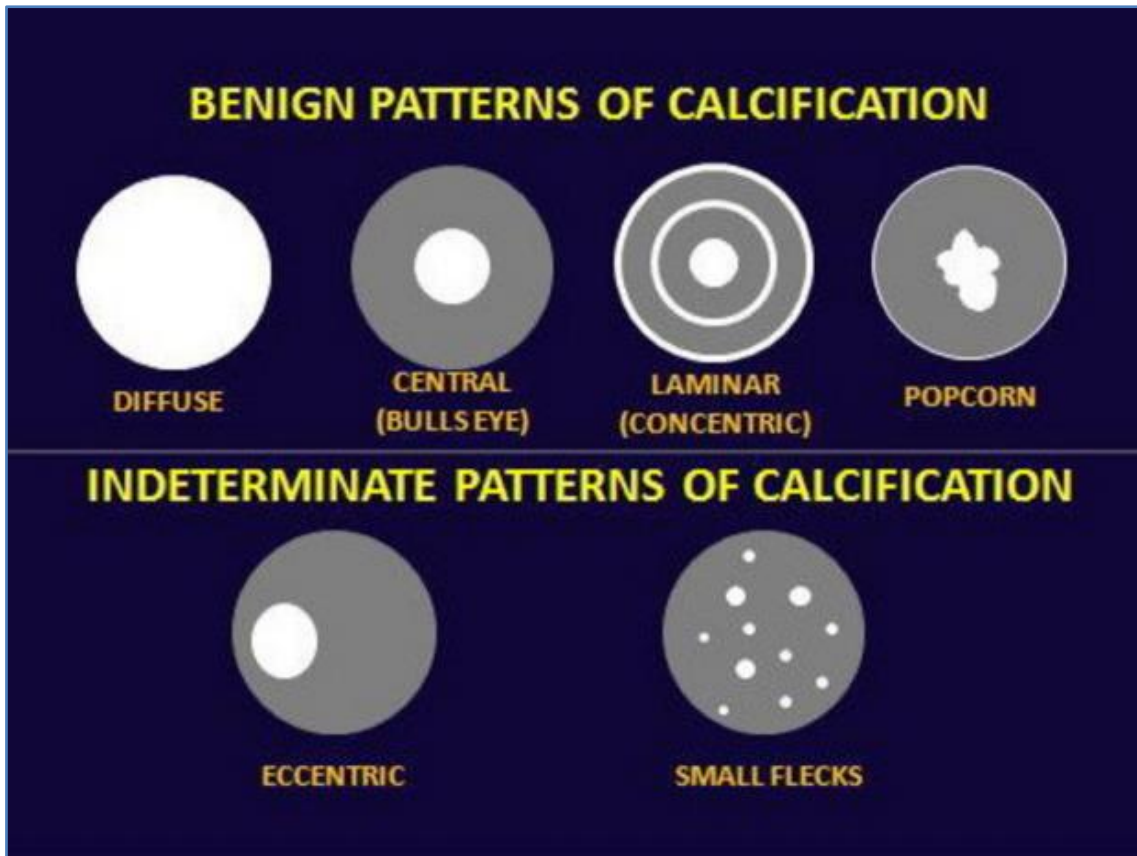 BENIGN PATTERNS OF CALCIFICATION
DIFFUSE
CENTRAL
(BULLS EYE)
LAMINAR
(CONCENTRIC)
POPCORN
INDETERMINATE PATTERNS OF CALCIFICATION
ECCENTRIC
SMALL FLECKS